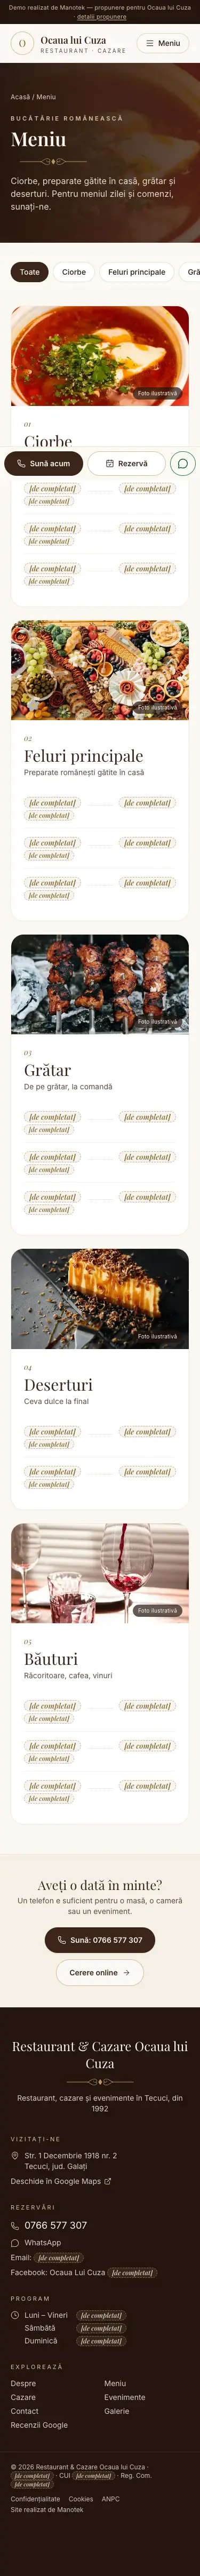 Demo realizat de Manotek — propunere pentru Ocaua lui Cuza
· detalii propunere
O
Ocaua lui Cuza
RESTAURANT · CAZARE
Meniu
Acasă / Meniu
BUCĂTĂRIE ROMÂNEASCĂ
Meniu
Ciorbe, preparate gătite în casă, grătar și
deserturi. Pentru meniul zilei și comenzi,
sunați-ne.
Toate
Ciorbe
Feluri principale
Gră
Foto ilustrativă
01
Ciorbe
Sună acum
Rezervă
[de completat]
[de completat]
[de completat]
[de completat]
[de completat]
[de completat]
[de completat]
[de completat]
[de completat]
Foto ilustrativă
02
Feluri principale
Preparate românești gătite în casă
[de completat]
[de completat]
[de completat]
[de completat]
[de completat]
[de completat]
[de completat]
[de completat]
[de completat]
Foto ilustrativă
03
Grătar
De pe grătar, la comandă
[de completat]
[de completat]
[de completat]
[de completat]
[de completat]
[de completat]
[de completat]
[de completat]
[de completat]
Foto ilustrativă
04
Deserturi
Ceva dulce la final
[de completat]
[de completat]
[de completat]
[de completat]
[de completat]
[de completat]
Foto ilustrativă
05
Băuturi
Răcoritoare, cafea, vinuri
[de completat]
[de completat]
[de completat]
[de completat]
[de completat]
[de completat]
[de completat]
[de completat]
[de completat]
Aveți o dată în minte?
Un telefon e suficient pentru o masă, o cameră
sau un eveniment.
Sună: 0766 577 307
Cerere online
Restaurant & Cazare Ocaua lui
Cuza
Restaurant, cazare și evenimente în Tecuci, din
1992
VIZITAȚI-NE
Str. 1 Decembrie 1918 nr. 2
Tecuci, jud. Galați
Deschide în Google Maps
REZERVĂRI
0766 577 307
WhatsApp
Email: [de completat]
Facebook: Ocaua Lui Cuza [de completat]
PROGRAM
Luni – Vineri [de completat]
Sâmbătă [de completat]
Duminică [de completat]
EXPLOREAZĂ
Despre
Meniu
Cazare
Evenimente
Contact
Galerie
Recenzii Google
© 2026 Restaurant & Cazare Ocaua lui Cuza ·
[de completat] · CUI [de completat] · Reg. Com.
[de completat]
Confidențialitate
Cookies
ANPC
Site realizat de Manotek